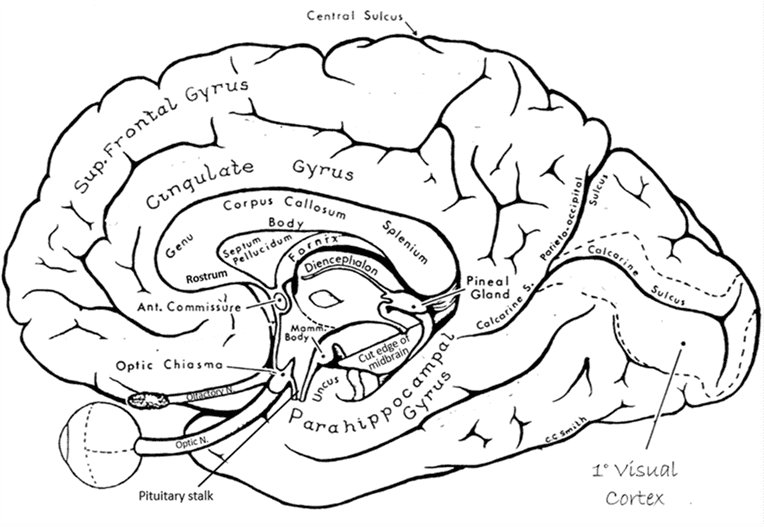 Central Sulcus
Sup. Frontal Gyrus
Cingulate Gyrus
Corpus Callosum
Body
Genu
Splenium
Septum
Pellucidum
Fornix
Rostrum
Diencephalon
Parieto-occipital
Sulcus
Calcarine
Sulcus
Pineal
Gland
Ant. Commissure
Calcarine S.
Mamm.
Body
Cut edge of
midbrain
Optic Chiasma
Uncus
Parahippocampal
Gyrus
Olfactory N.
Optic N.
CC Smith
Pituitary stalk
1° Visual
Cortex